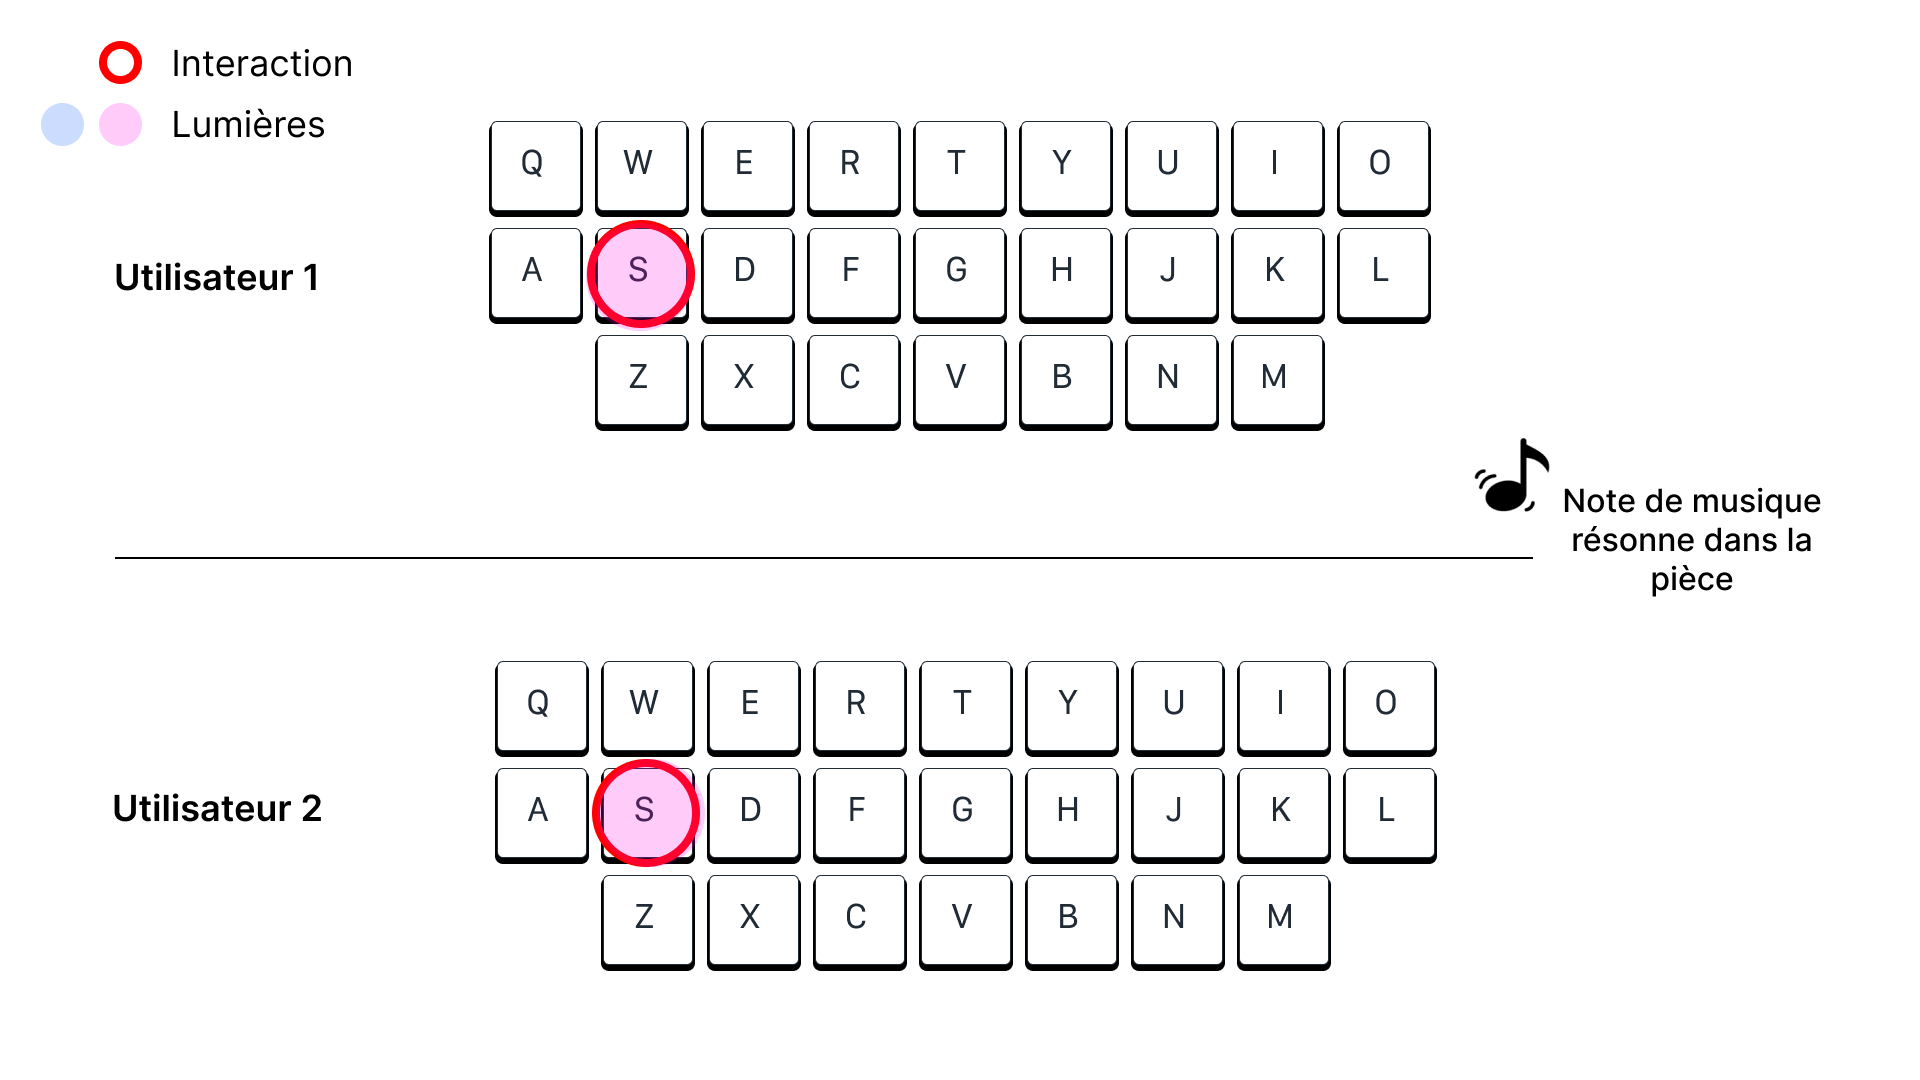 Interaction
Lumières
Q W E R T Y U I O
Utilisateur 1
A S D F G H J K L
Z X C V B N M
Note de musique
résonne dans la
pièce
Q W E R T Y U I O
Utilisateur 2
A S D F G H J K L
Z X C V B N M